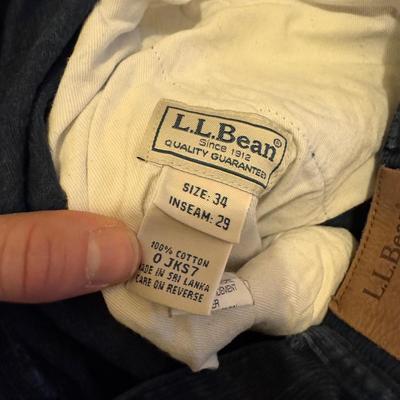 L.L.Bean®
Since 1912
QUALITY GUARANTEED
SIZE: 34
INSEAM: 29
100% COTTON
0 JKS7
MADE IN SRI LANKA
CARE ON REVERSE
L.L.Bean